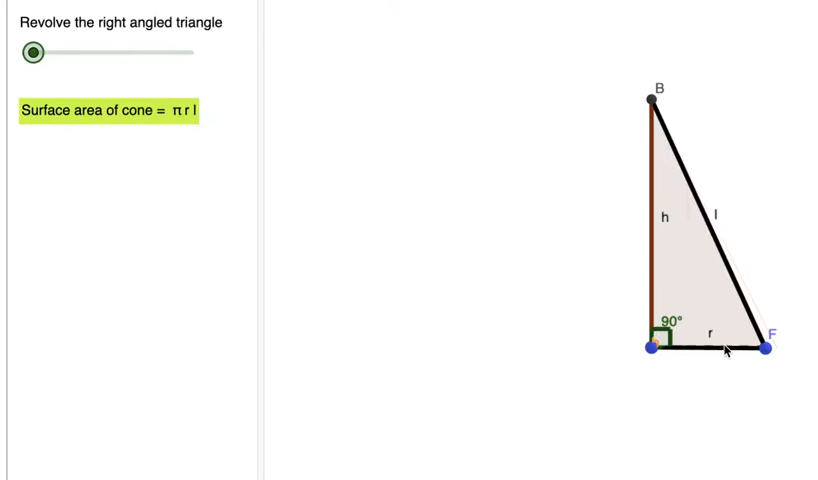 Revolve the right angled triangle
Surface area of cone = π r l
B
h
l
90°
r
F